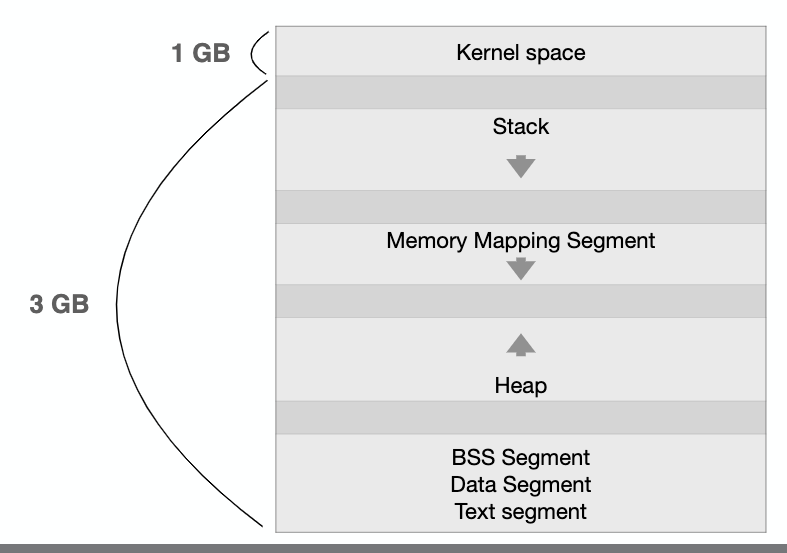 1 GB
Kernel space
Stack
Memory Mapping Segment
3 GB
Heap
BSS Segment
Data Segment
Text segment